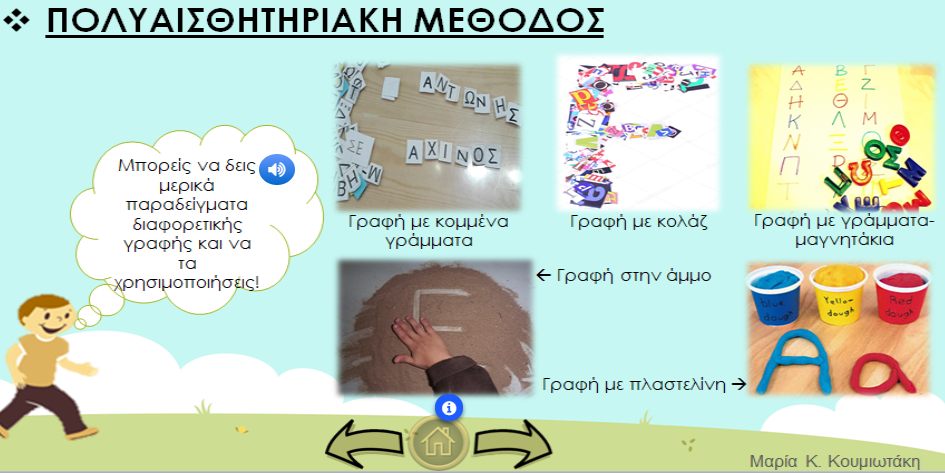 ❖ ΠΟΛΥΑΙΣΘΗΤΗΡΙΑΚΗ ΜΕΘΟΔΟΣ
Μπορείς να δεις
μερικά
παραδείγματα
διαφορετικής
γραφής και να
τα
χρησιμοποιήσεις!
ΑΝΤΩΝΗΣ
ΣΕ
ΑΧΙΝΟΣ
Γραφή με κομμένα
γράμματα
Γραφή με κολάζ
Α Β Γ
Δ Ε Ζ
Η Θ Ι
Κ Λ Μ
Ν Ξ Ο
Π Ρ
Τ
Γραφή με γράμματα-
μαγνητάκια
← Γραφή στην άμμο
Γραφή με πλαστελίνη →
blue dough
Yellow dough
Red dough
A a
Μαρία Κ. Κουμιωτάκη